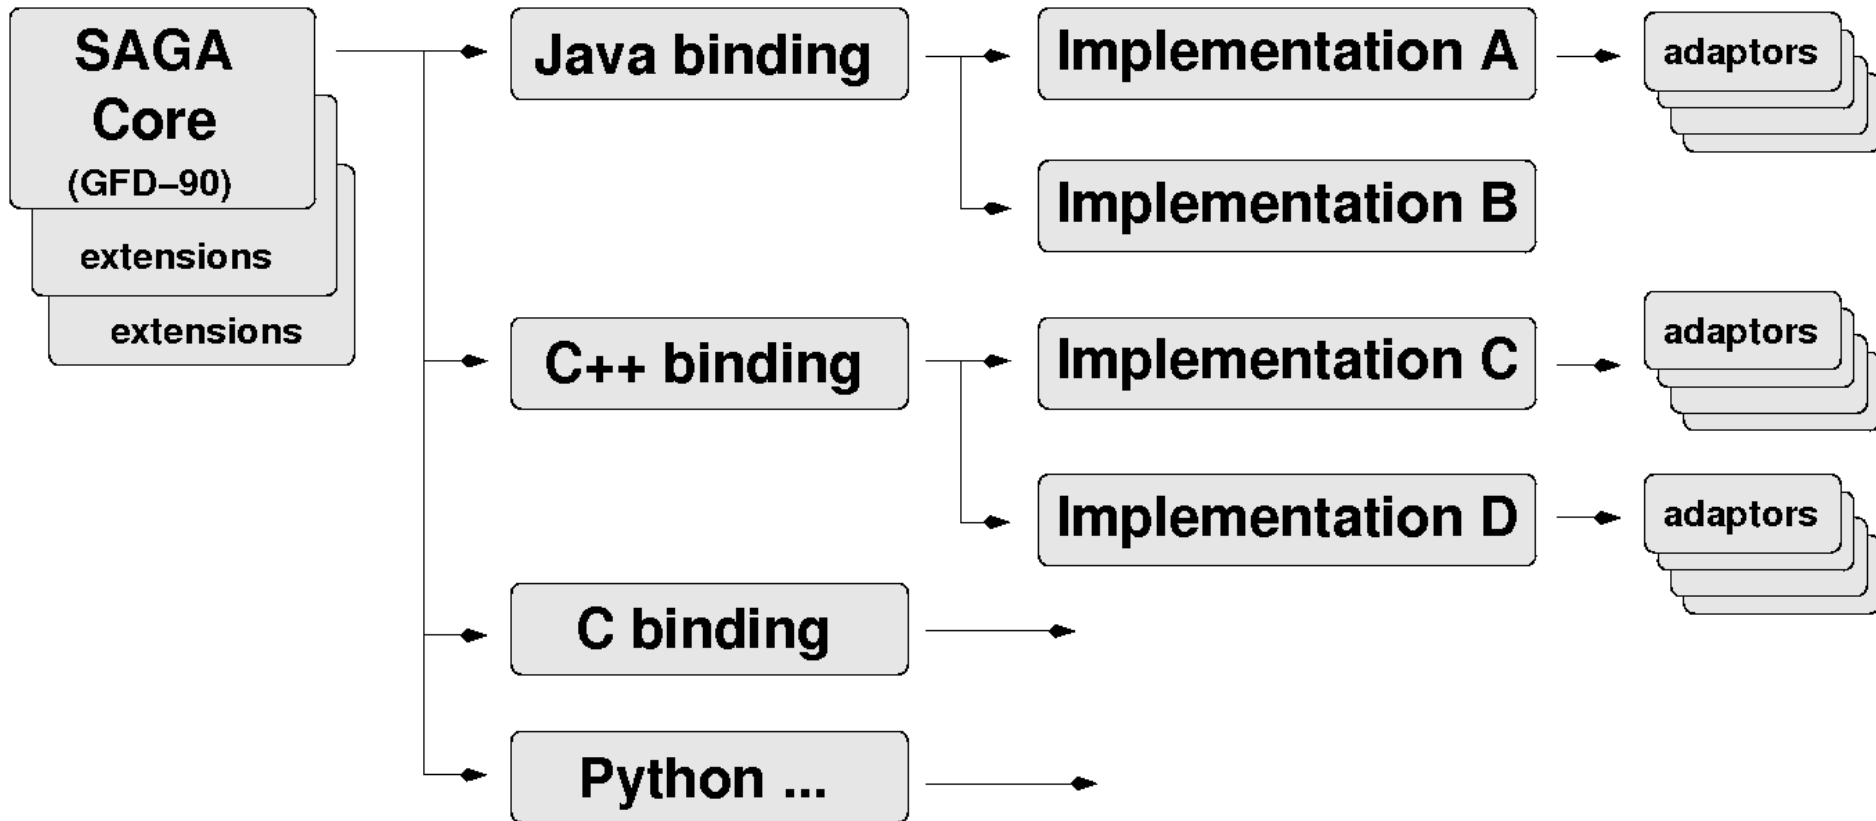 SAGA
Core
(GFD–90)
extensions
extensions
Java binding
Implementation A
adaptors
Implementation B
C++ binding
Implementation C
adaptors
Implementation D
adaptors
C binding
Python ...